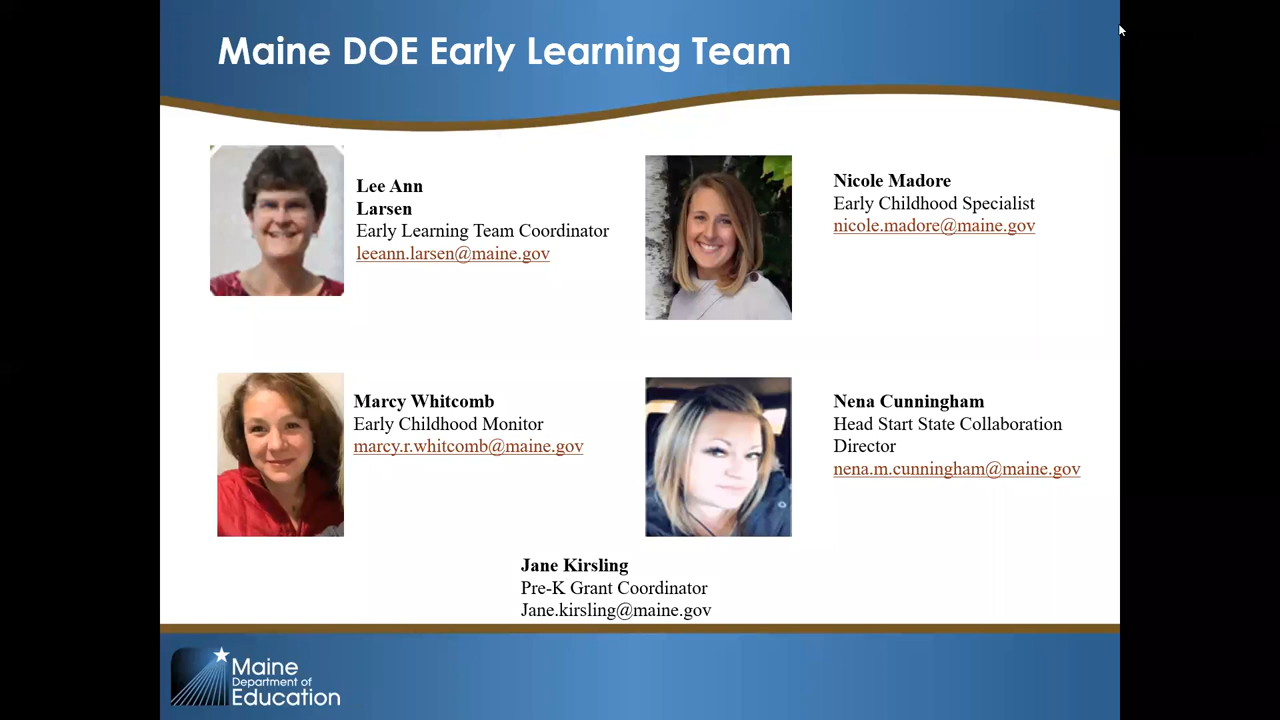 Maine DOE Early Learning Team
Lee Ann
Larsen
Early Learning Team Coordinator
leeann.larsen@maine.gov
Nicole Madore
Early Childhood Specialist
nicole.madore@maine.gov
Marcy Whitcomb
Early Childhood Monitor
marcy.r.whitcomb@maine.gov
Nena Cunningham
Head Start State Collaboration
Director
nena.m.cunningham@maine.gov
Jane Kirsling
Pre-K Grant Coordinator
Jane.kirsling@maine.gov
Maine
Department of
Education